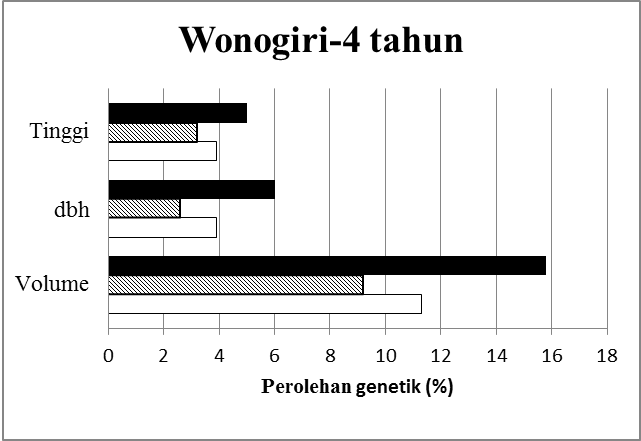 Wonogiri-4 tahun
Tinggi
dbh
Volume
0 2 4 6 8 10 12 14 16 18
Perolehan genetik (%)